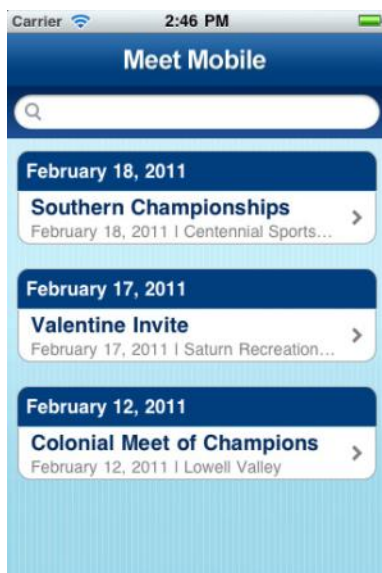 Carrier 2:46 PM
Meet Mobile
February 18, 2011
Southern Championships
February 18, 2011 | Centennial Sports...
February 17, 2011
Valentine Invite
February 17, 2011 | Saturn Recreation...
February 12, 2011
Colonial Meet of Champions
February 12, 2011 | Lowell Valley